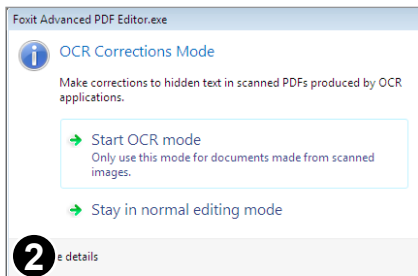 Foxit Advanced PDF Editor.exe
OCR Corrections Mode
Make corrections to hidden text in scanned PDFs produced by OCR
applications.
Start OCR mode
Only use this mode for documents made from scanned
images.
Stay in normal editing mode
2
details